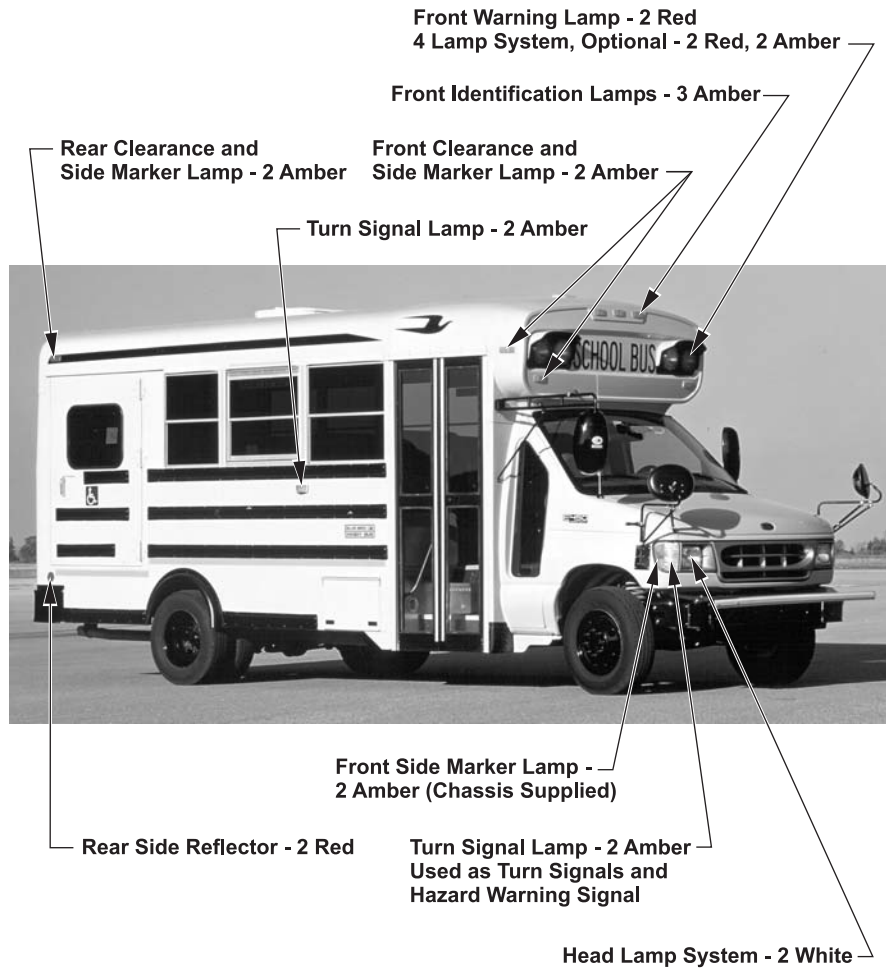 Front Warning Lamp - 2 Red
4 Lamp System, Optional - 2 Red, 2 Amber
Front Identification Lamps - 3 Amber
Rear Clearance and
Side Marker Lamp - 2 Amber
Front Clearance and
Side Marker Lamp - 2 Amber
Turn Signal Lamp - 2 Amber
SCHOOL BUS
Front Side Marker Lamp -
2 Amber (Chassis Supplied)
Rear Side Reflector - 2 Red
Turn Signal Lamp - 2 Amber
Used as Turn Signals and
Hazard Warning Signal
Head Lamp System - 2 White